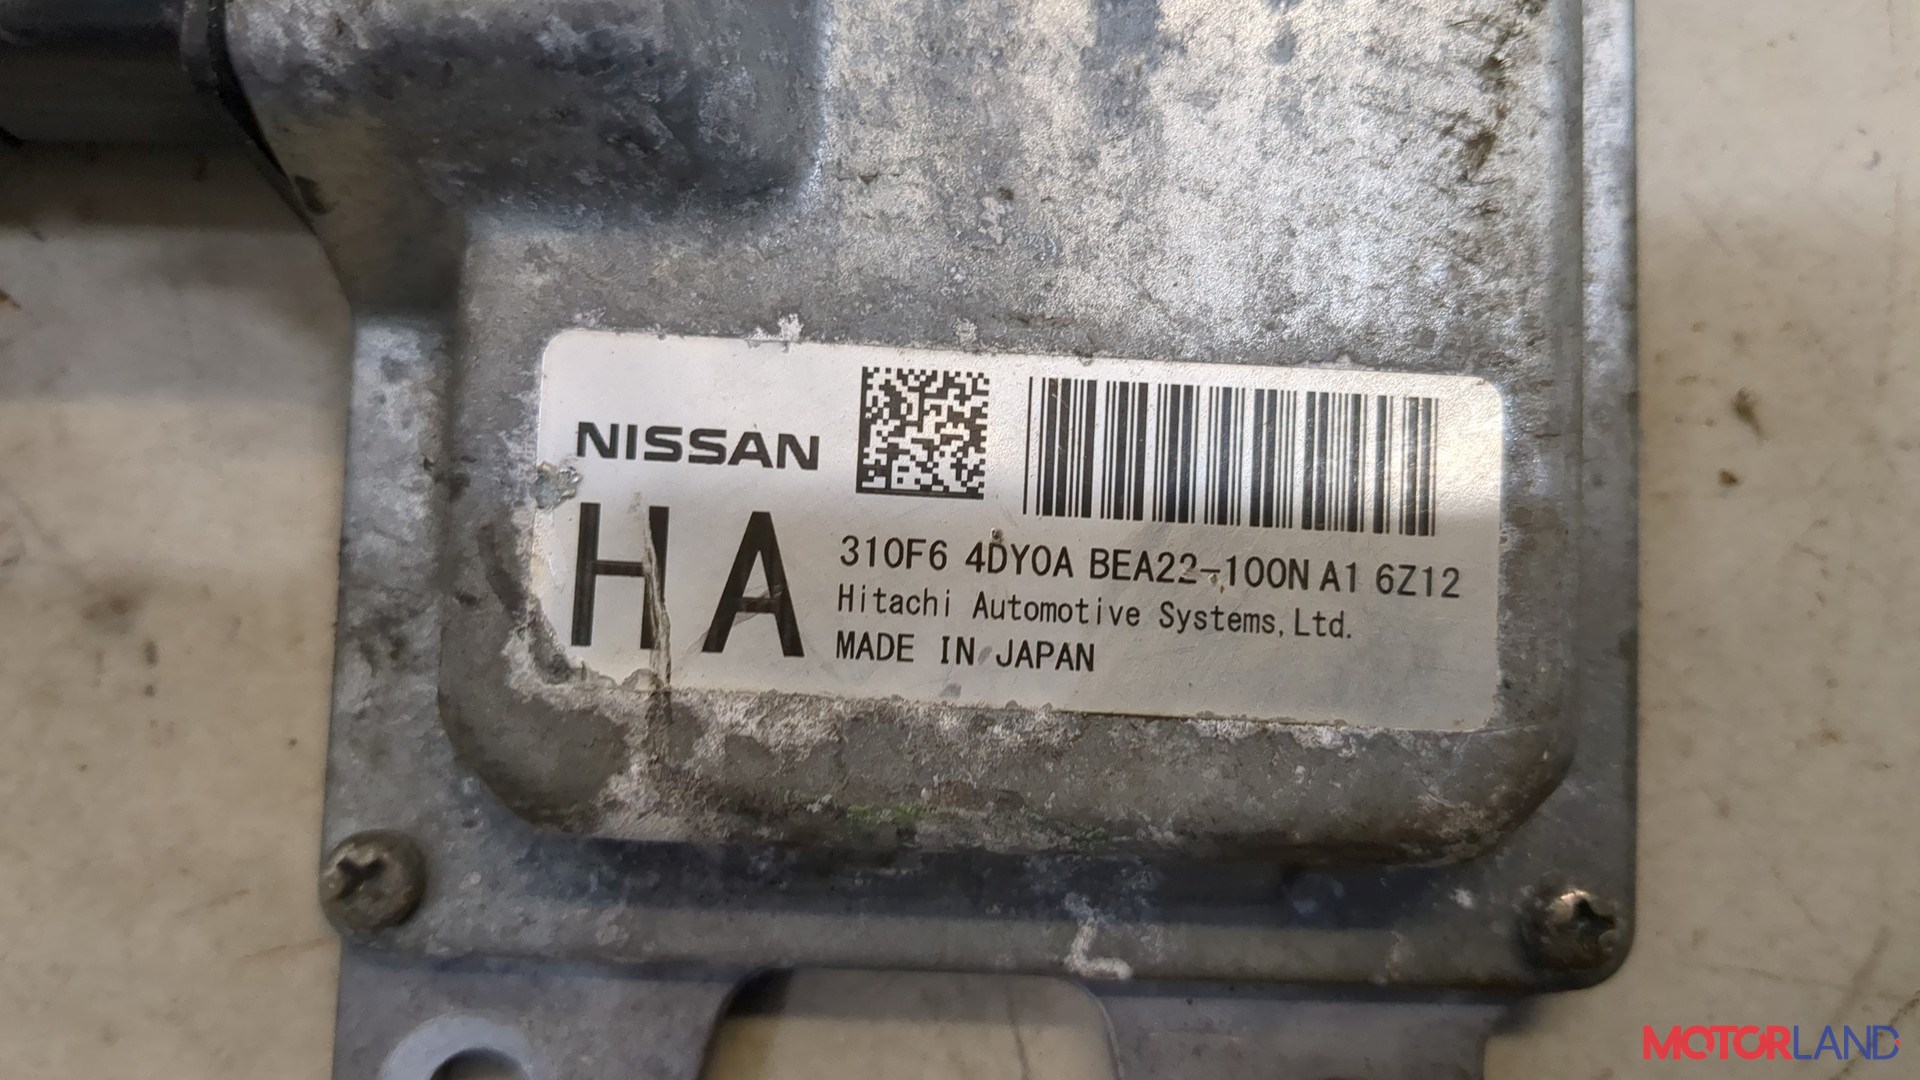 NISSAN
HA
310F6 4DY0A BEA22-100N A1 6Z12
Hitachi Automotive Systems, Ltd.
MADE IN JAPAN
MOTORLAND